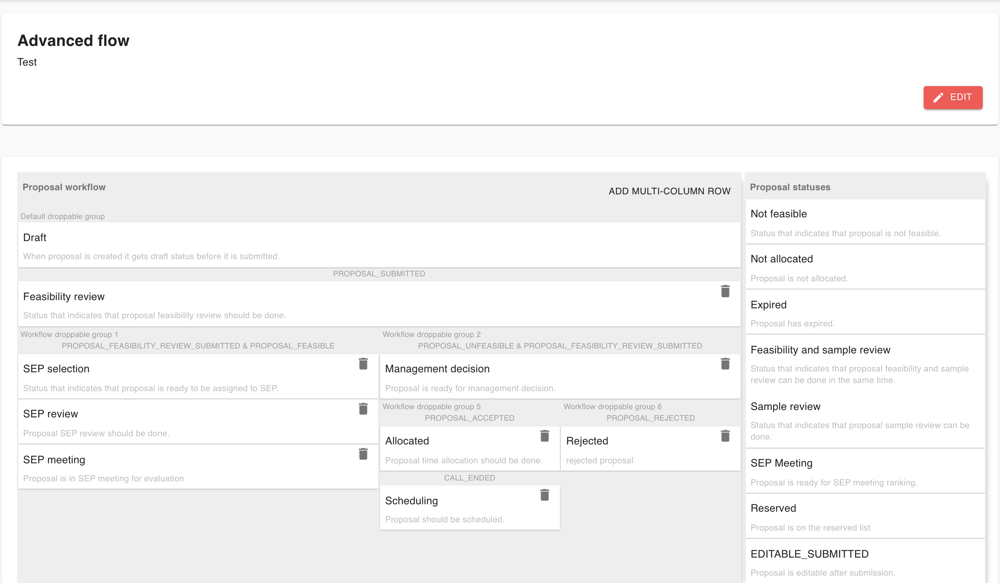 Advanced flow
Test
EDIT
Proposal workflow
ADD MULTI-COLUMN ROW
Default droppable group
Draft
When proposal is created it gets draft status before it is submitted.
PROPOSAL_SUBMITTED
Feasibility review
Status that indicates that proposal feasibility review should be done.
Workflow droppable group 1
PROPOSAL_FEASIBILITY_REVIEW_SUBMITTED & PROPOSAL_FEASIBLE
SEP selection
Status that indicates that proposal is ready to be assigned to SEP.
SEP review
Proposal SEP review should be done.
SEP meeting
Proposal is in SEP meeting for evaluation
Workflow droppable group 2
PROPOSAL_UNFEASIBLE & PROPOSAL_FEASIBILITY_REVIEW_SUBMITTED
Management decision
Proposal is ready for management decision.
Workflow droppable group 5
PROPOSAL_ACCEPTED
Allocated
Proposal time allocation should be done.
CALL_ENDED
Scheduling
Proposal should be scheduled.
Workflow droppable group 6
PROPOSAL_REJECTED
Rejected
rejected proposal
Proposal statuses
Not feasible
Status that indicates that proposal is not feasible.
Not allocated
Proposal is not allocated.
Expired
Proposal has expired.
Feasibility and sample review
Status that indicates that proposal feasibility and sample
review can be done in the same time.
Sample review
Status that indicates that proposal sample review can be
done.
SEP Meeting
Proposal is ready for SEP meeting ranking.
Reserved
Proposal is on the reserved list
EDITABLE_SUBMITTED
Proposal is editable after submission.